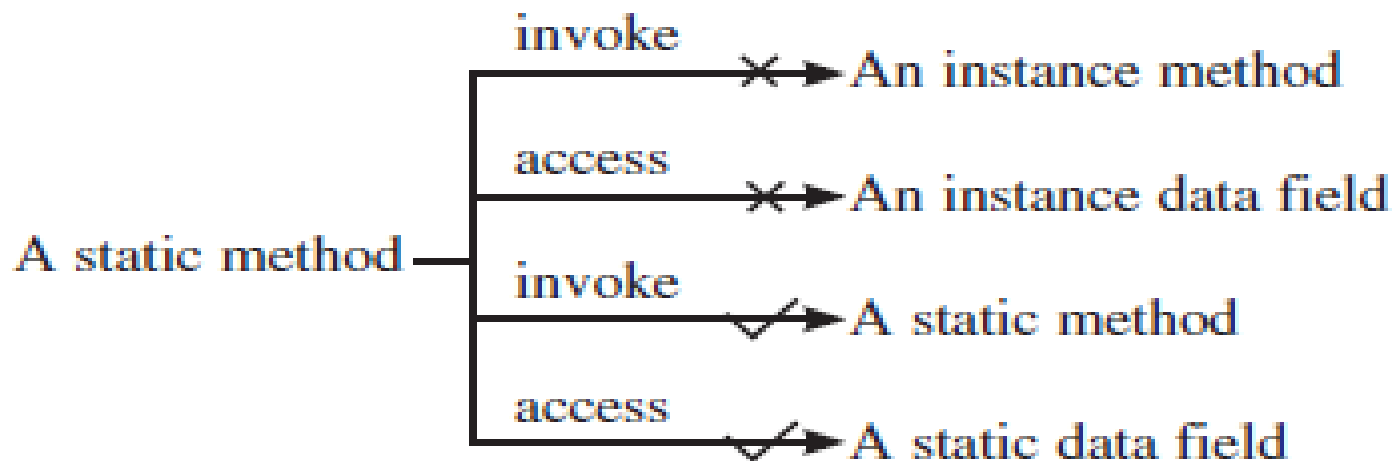 invoke
An instance method
access
An instance data field
A static method
invoke
A static method
access
A static data field